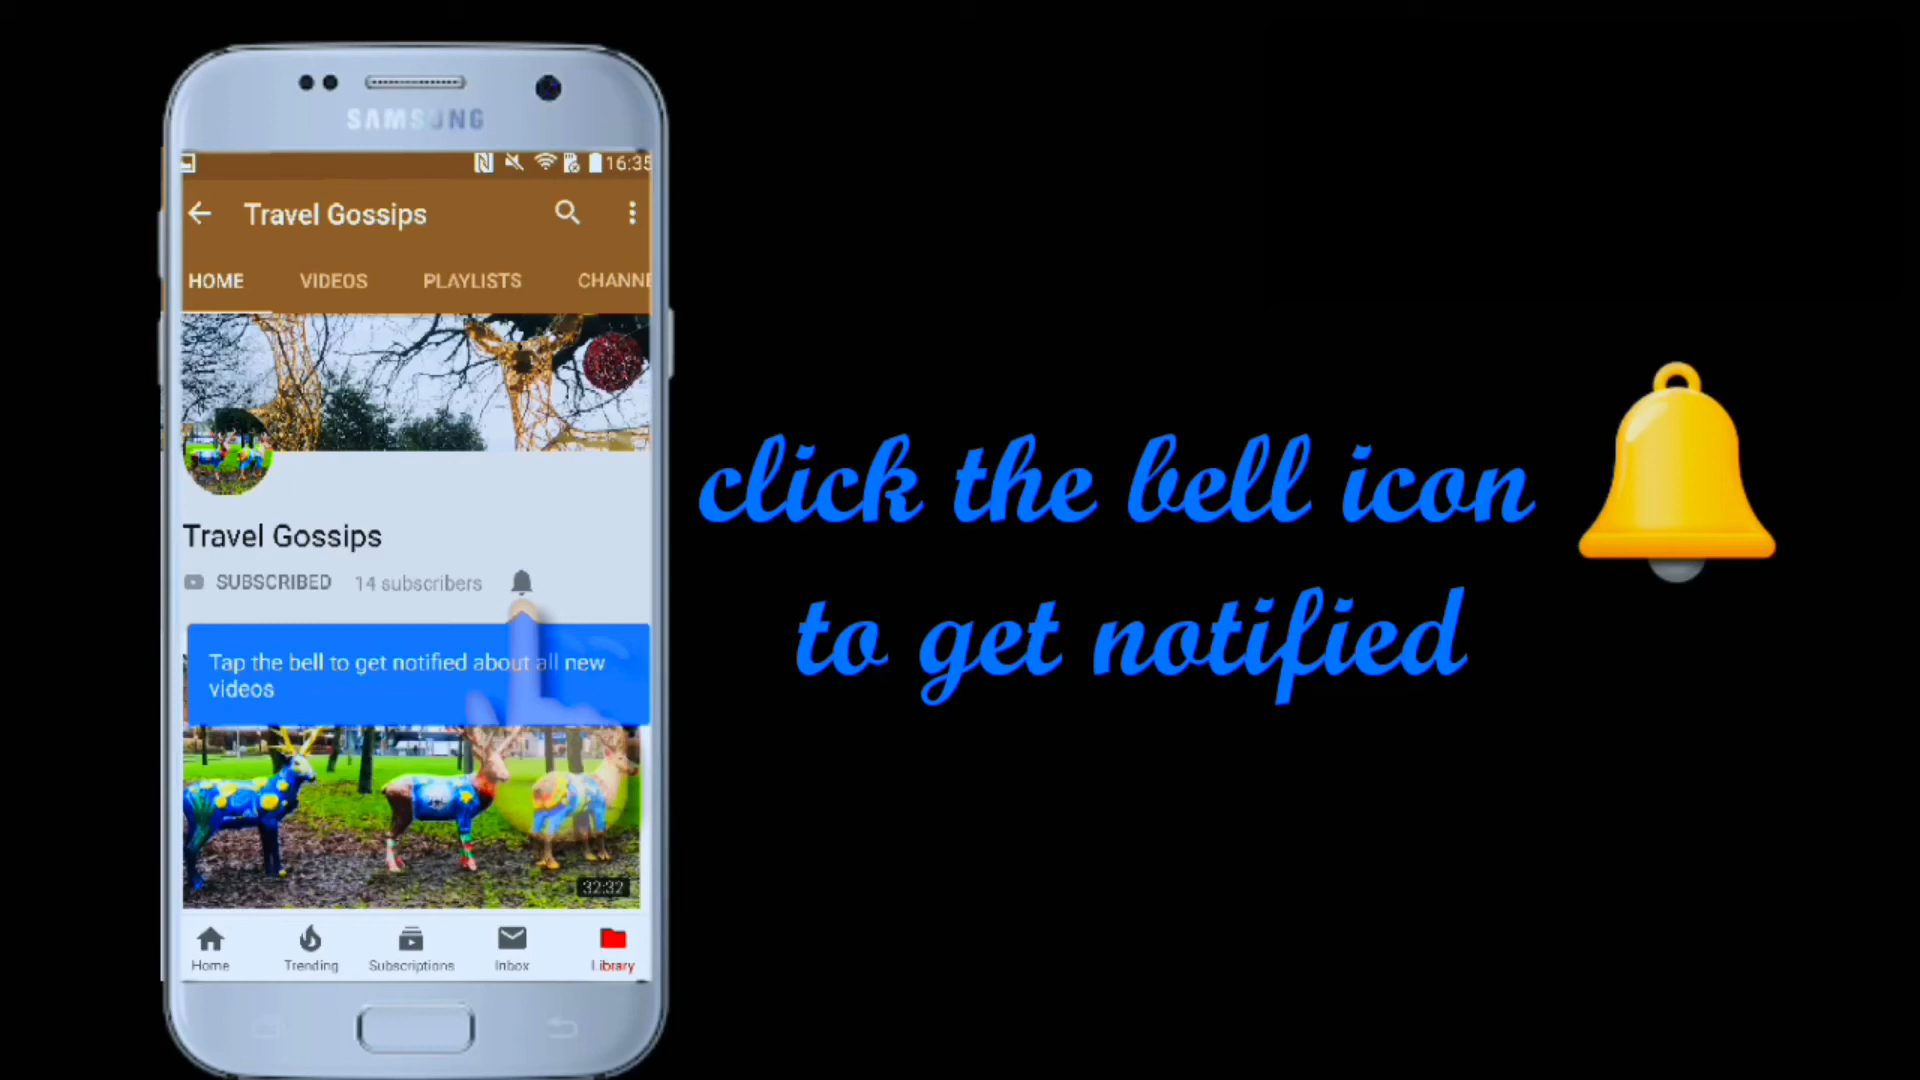 SAMSUNG
16:35
Travel Gossips
HOME VIDEOS PLAYLISTS CHANNE
Travel Gossips
SUBSCRIBED 14 subscribers
Tap the bell to get notified about all new
videos
32:32
Home Trending Subscriptions Inbox Library
click the bell icon
to get notified